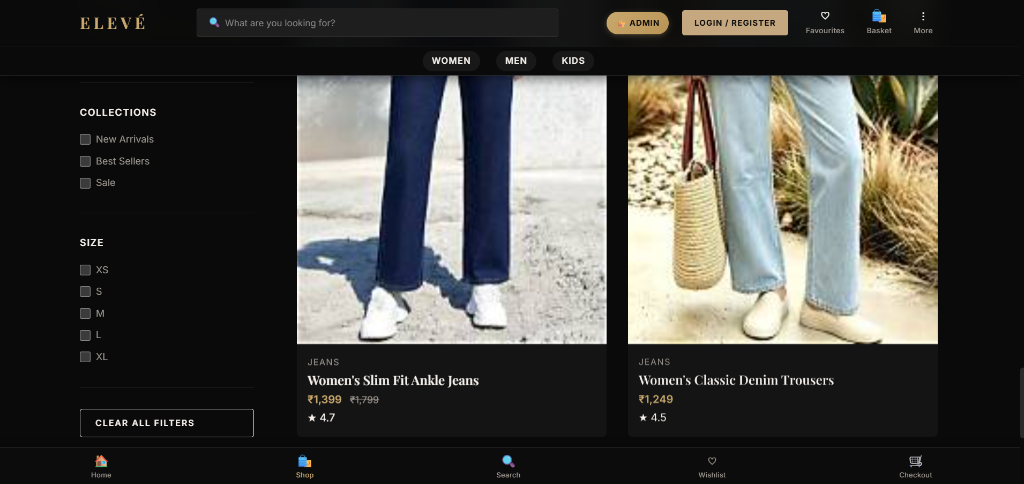 ELEVÉ
What are you looking for?
ADMIN
LOGIN / REGISTER
Favourites
Basket
More
WOMEN
MEN
KIDS
COLLECTIONS
New Arrivals
Best Sellers
Sale
SIZE
XS
S
M
L
XL
CLEAR ALL FILTERS
JEANS
Women's Slim Fit Ankle Jeans
₹1,399 ₹1,799
★ 4.7
JEANS
Women's Classic Denim Trousers
₹1,249
★ 4.5
Home
Shop
Search
Wishlist
Checkout